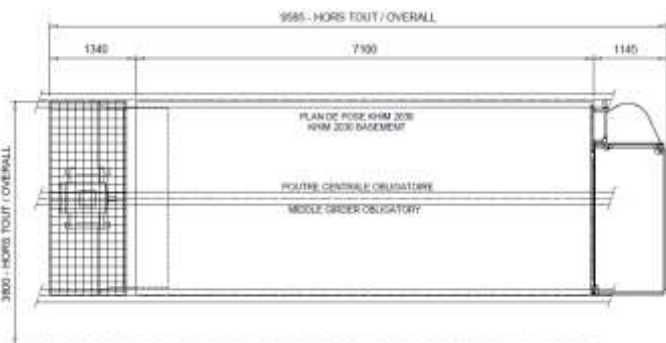 9585 - HORS TOUT / OVERALL
1340
7100
1145
PLAN DE POSE KHIM 2030
KHIM 2030 BASEMENT
POUTRE CENTRALE OBLIGATOIRE
MIDDLE GIRDER OBLIGATORY
3800 - HORS TOUT / OVERALL